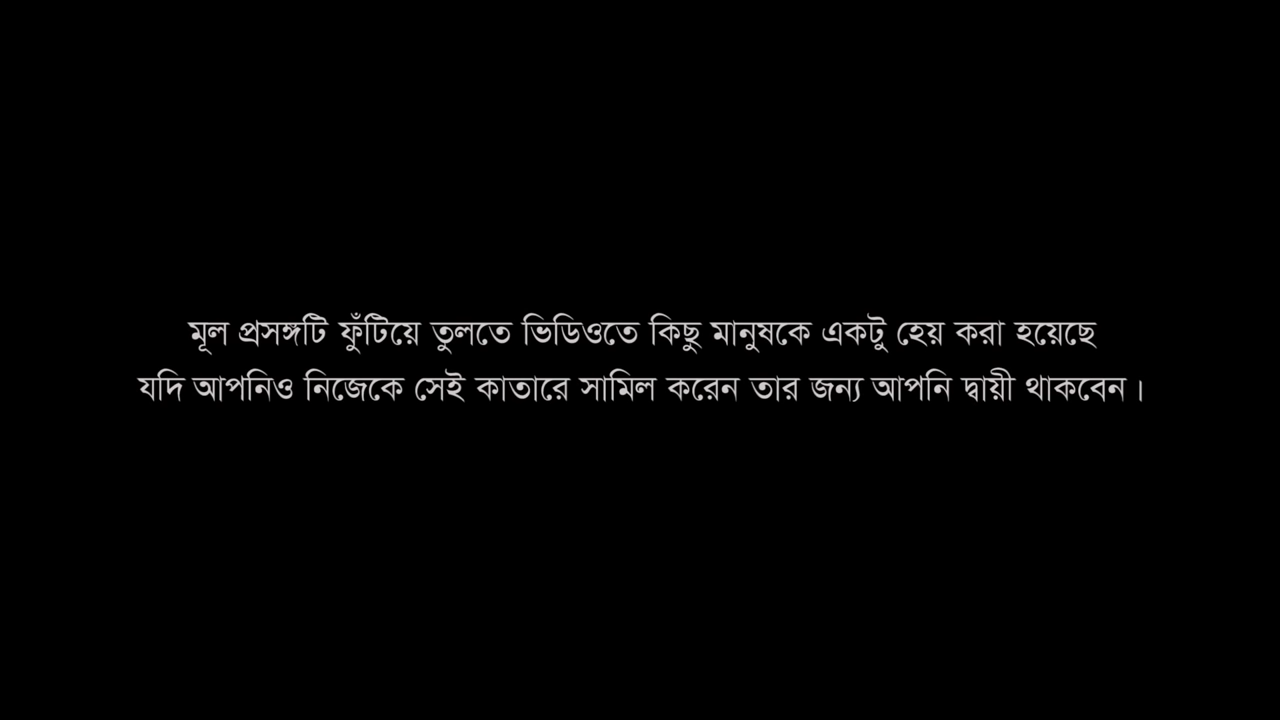 মূল প্রসঙ্গটি ফুঁটিয়ে তুলতে ভিডিওতে কিছু মানুষকে একটু হেয় করা হয়েছে
যদি আপনিও নিজেকে সেই কাতারে সামিল করেন তার জন্য আপনি দ্বায়ী থাকবেন।